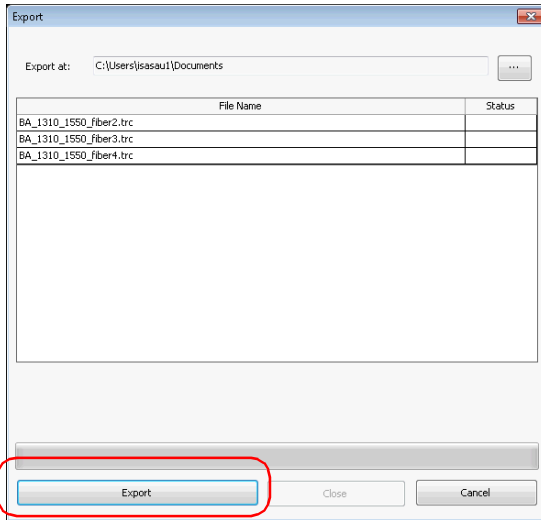 Export
Export at: C:\Users\isasau1\Documents ...
File Name Status
BA_1310_1550_fiber2.trc
BA_1310_1550_fiber3.trc
BA_1310_1550_fiber4.trc
Export Close Cancel